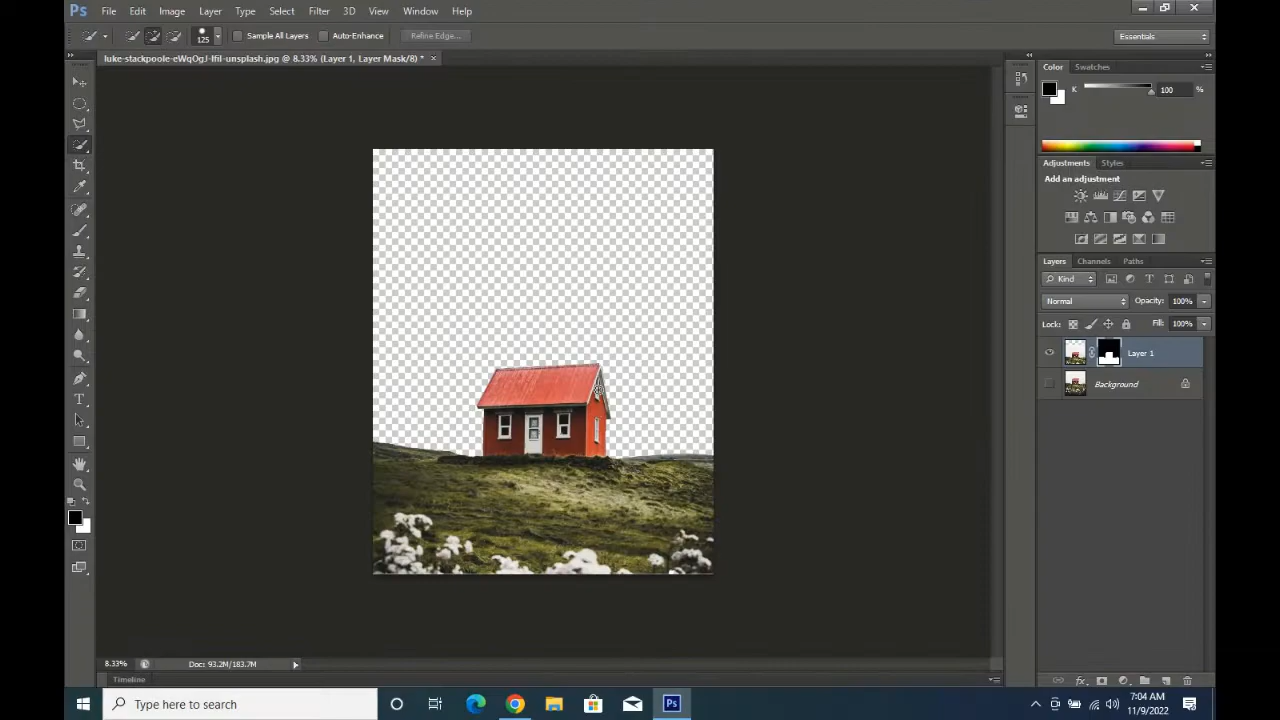 Ps File Edit Image Layer Type Select Filter 3D View Window Help
125 Sample All Layers Auto-Enhance Refine Edge... Essentials
luke-stackpoole-eWqOgJ-lfiI-unsplash.jpg @ 8.33% (Layer 1, Layer Mask/8) *
Color Swatches
K 100 %
Adjustments Styles
Add an adjustment
Layers Channels Paths
Kind
Normal Opacity: 100%
Lock: Fill: 100%
Layer 1
Background
8.33% Doc: 93.2M/183.7M
Timeline
Type here to search
Ps
7:04 AM
11/9/2022